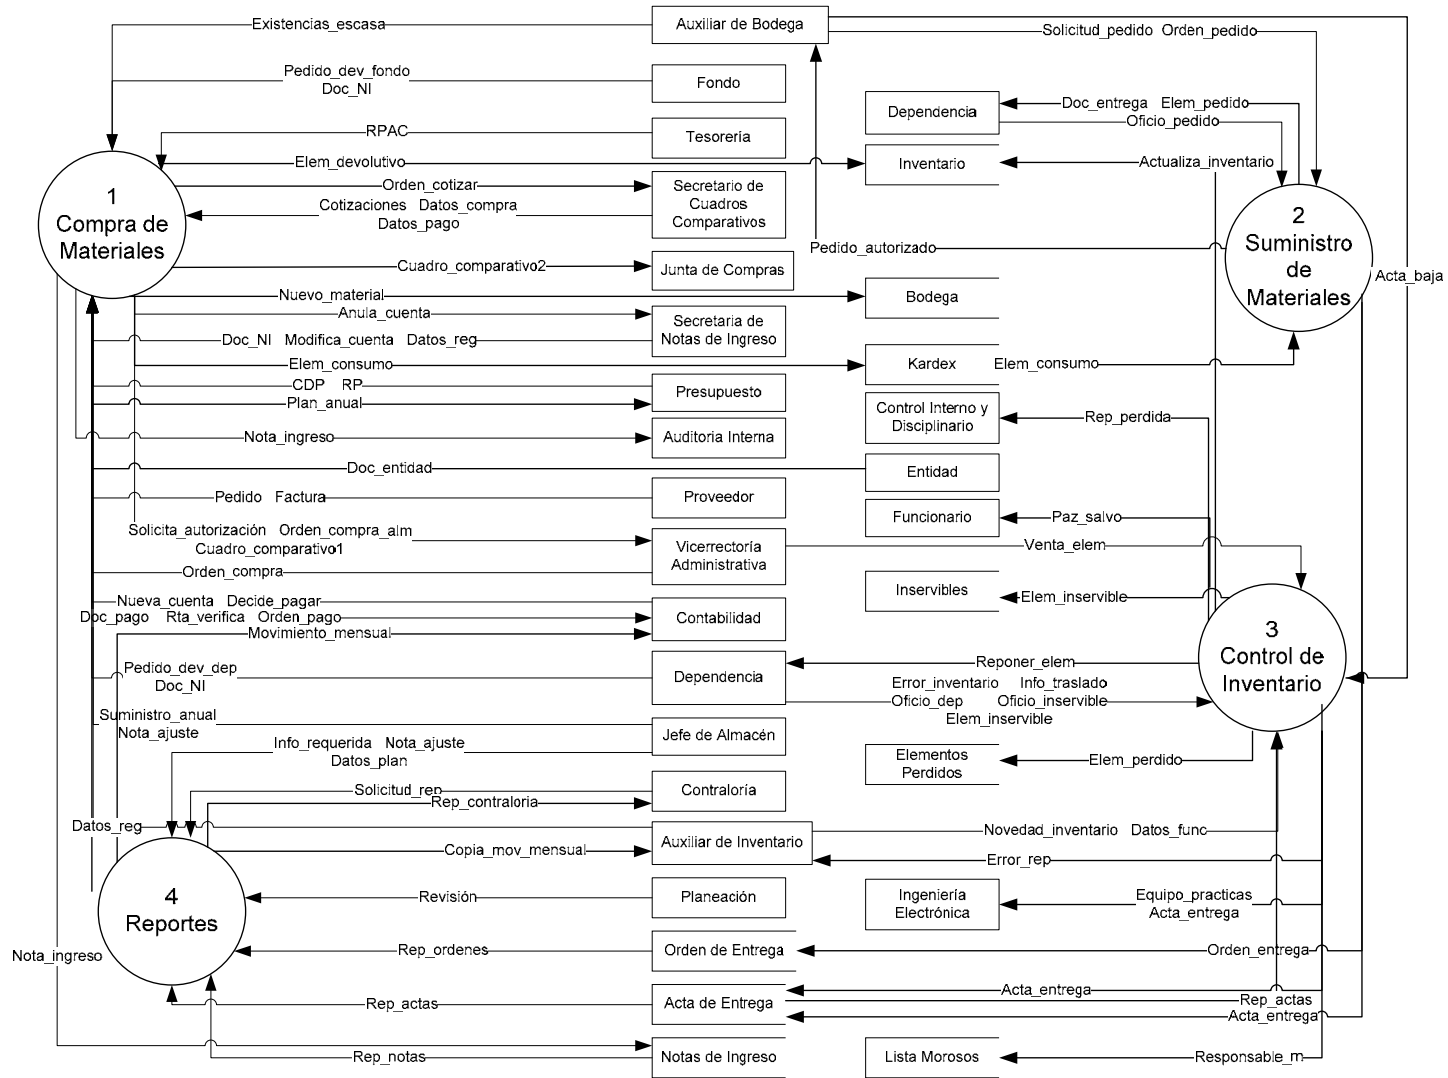 Existencias_escasa
Auxiliar de Bodega
Solicitud_pedido Orden_pedido
Pedido_dev_fondo
Doc_NI
Fondo
Dependencia
Doc_entrega Elem_pedido
Oficio_pedido
RPAC
Tesorería
Elem_devolutivo
Inventario
Actualiza_inventario
1
Compra de
Materiales
Orden_cotizar
Cotizaciones Datos_compra
Datos_pago
Secretario de
Cuadros
Comparativos
2
Suministro
de
Materiales
Pedido_autorizado
Cuadro_comparativo2
Junta de Compras
Acta_baja
Nuevo_material
Bodega
Anula_cuenta
Secretaria de
Notas de Ingreso
Doc_NI Modifica_cuenta Datos_reg
Elem_consumo
Kardex
Elem_consumo
CDP RP
Plan_anual
Presupuesto
Control Interno y
Disciplinario
Rep_perdida
Nota_ingreso
Auditoria Interna
Doc_entidad
Entidad
Pedido Factura
Proveedor
Funcionario
Paz_salvo
Solicita_autorización Orden_compra_alm
Cuadro_comparativo1
Vicerrectoría
Administrativa
Venta_elem
Orden_compra
Inservibles
Elem_inservible
Nueva_cuenta Decide_pagar
Doc_pago Rta_verifica Orden_pago
Movimiento_mensual
Contabilidad
3
Control de
Inventario
Pedido_dev_dep
Doc_NI
Dependencia
Reponer_elem
Error_inventario Info_traslado
Oficio_dep Oficio_inservible
Elem_inservible
Suministro_anual
Nota_ajuste
Jefe de Almacén
Info_requerida Nota_ajuste
Datos_plan
Elementos
Perdidos
Elem_perdido
Solicitud_rep
Rep_contraloria
Contraloría
Datos_reg
Auxiliar de Inventario
Novedad_inventario Datos_func
Copia_mov_mensual
Error_rep
4
Reportes
Revisión
Planeación
Ingeniería
Electrónica
Equipo_practicas
Acta_entrega
Nota_ingreso
Rep_ordenes
Orden de Entrega
Orden_entrega
Rep_actas
Acta de Entrega
Acta_entrega
Rep_actas
Acta_entrega
Rep_notas
Notas de Ingreso
Lista Morosos
Responsable_m